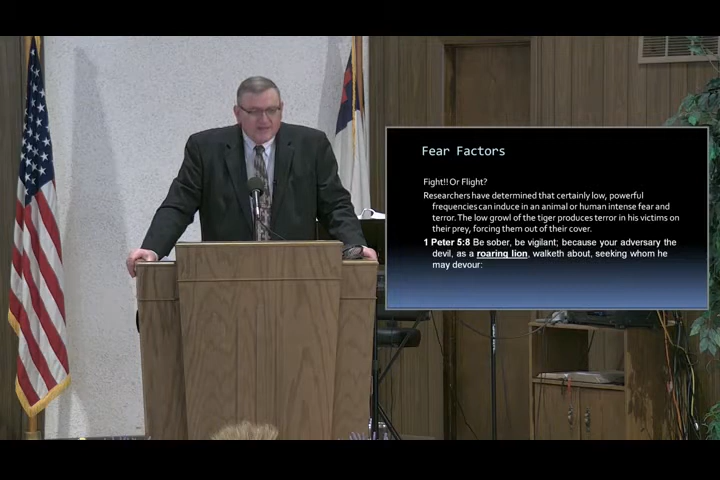 Fear Factors
Fight!! Or Flight?
Researchers have determined that certainly low, powerful
frequencies can induce in an animal or human intense fear and
terror. The low growl of the tiger produces terror in his victims on
their prey, forcing them out of their cover.
1 Peter 5:8 Be sober, be vigilant; because your adversary the
devil, as a roaring lion, walketh about, seeking whom he
may devour: